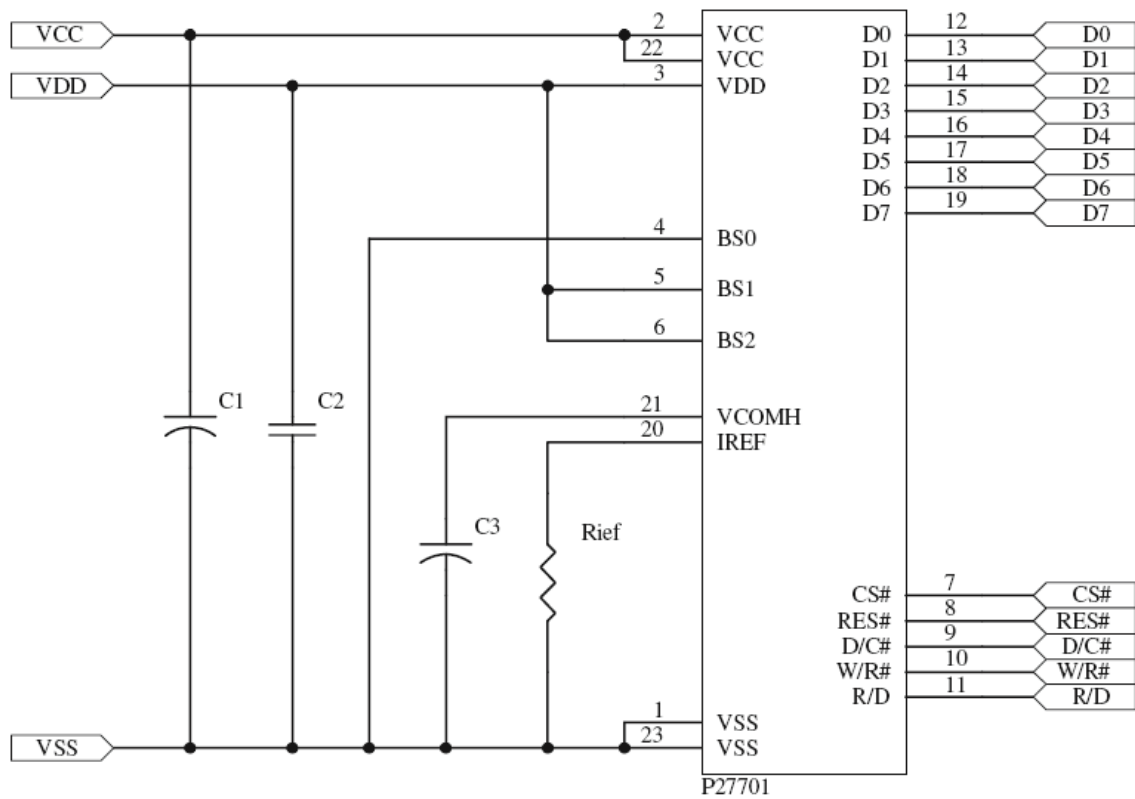 VCC 2 VCC D0 12 D0
22 VCC D1 13 D1
VDD 3 VDD D2 14 D2
D3 15 D3
D4 16 D4
D5 17 D5
D6 18 D6
D7 19 D7
4 BS0
5 BS1
6 BS2
C1 C2 21 VCOMH
20 IREF
C3 Rief
CS# 7 CS#
RES# 8 RES#
D/C# 9 D/C#
W/R# 10 W/R#
R/D 11 R/D
1 VSS
VSS 23 VSS
P27701